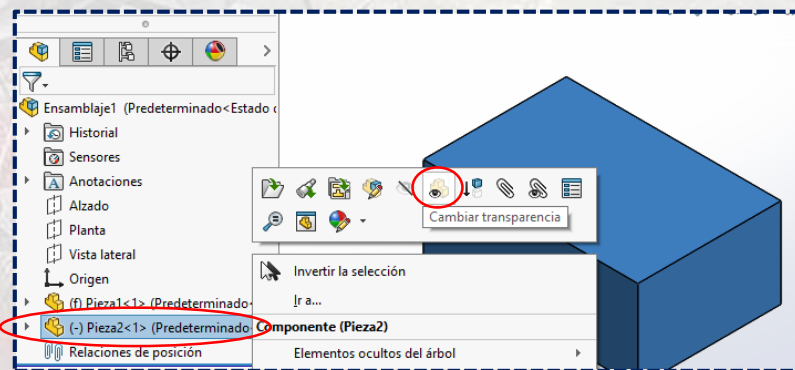 Ensamblaje1 (Predeterminado<Estado
Historial
Sensores
A Anotaciones
Alzado
Planta
Vista lateral
Origen
(f) Pieza1<1> (Predeterminado
(-) Pieza2<1> (Predeterminado
Relaciones de posición
Cambiar transparencia
Invertir la selección
Ir a...
Componente (Pieza2)
Elementos ocultos del árbol